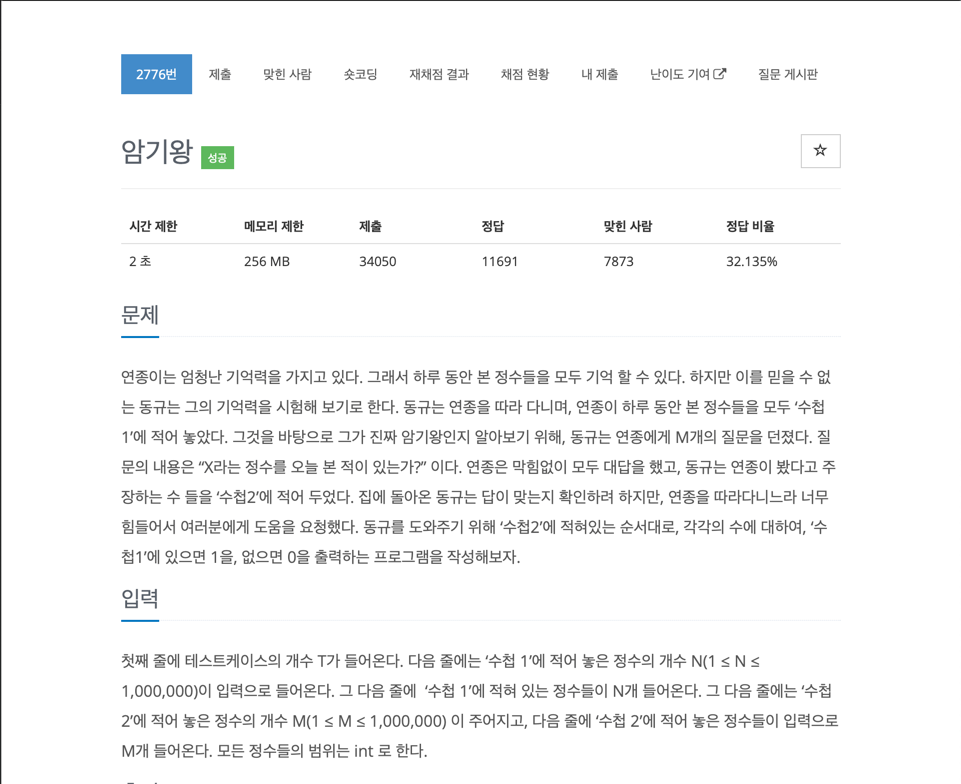 2776번 제출 맞힌 사람 숏코딩 재채점 결과 채점 현황 내 제출 난이도 기여 질문 게시판
암기왕 성공
시간 제한 메모리 제한 제출 정답 맞힌 사람 정답 비율
2 초 256 MB 34050 11691 7873 32.135%
문제
연종이는 엄청난 기억력을 가지고 있다. 그래서 하루 동안 본 정수들을 모두 기억 할 수 있다. 하지만 이를 믿을 수 없
는 동규는 그의 기억력을 시험해 보기로 한다. 동규는 연종을 따라 다니며, 연종이 하루 동안 본 정수들을 모두 ‘수첩
1’에 적어 놓았다. 그것을 바탕으로 그가 진짜 암기왕인지 알아보기 위해, 동규는 연종에게 M개의 질문을 던졌다. 질
문의 내용은 “X라는 정수를 오늘 본 적이 있는가?” 이다. 연종은 막힘없이 모두 대답을 했고, 동규는 연종이 봤다고 주
장하는 수 들을 ‘수첩2’에 적어 두었다. 집에 돌아온 동규는 답이 맞는지 확인하려 하지만, 연종을 따라다니느라 너무
힘들어서 여러분에게 도움을 요청했다. 동규를 도와주기 위해 ‘수첩2’에 적혀있는 순서대로, 각각의 수에 대하여, ‘수
첩1’에 있으면 1을, 없으면 0을 출력하는 프로그램을 작성해보자.
입력
첫째 줄에 테스트케이스의 개수 T가 들어온다. 다음 줄에는 ‘수첩 1’에 적어 놓은 정수의 개수 N(1 ≤ N ≤
1,000,000)이 입력으로 들어온다. 그 다음 줄에  ‘수첩 1’에 적혀 있는 정수들이 N개 들어온다. 그 다음 줄에는 ‘수첩
2’에 적어 놓은 정수의 개수 M(1 ≤ M ≤ 1,000,000) 이 주어지고, 다음 줄에 ‘수첩 2’에 적어 놓은 정수들이 입력으로
M개 들어온다. 모든 정수들의 범위는 int 로 한다.